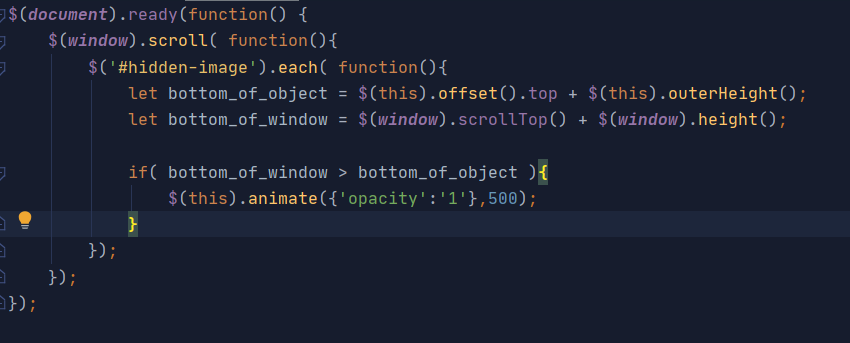 $(document).ready(function() {
    $(window).scroll( function(){
        $('#hidden-image').each( function(){
            let bottom_of_object = $(this).offset().top + $(this).outerHeight();
            let bottom_of_window = $(window).scrollTop() + $(window).height();
            if( bottom_of_window > bottom_of_object ){
                $(this).animate({'opacity':'1'},500);
            }
        });
    });
});